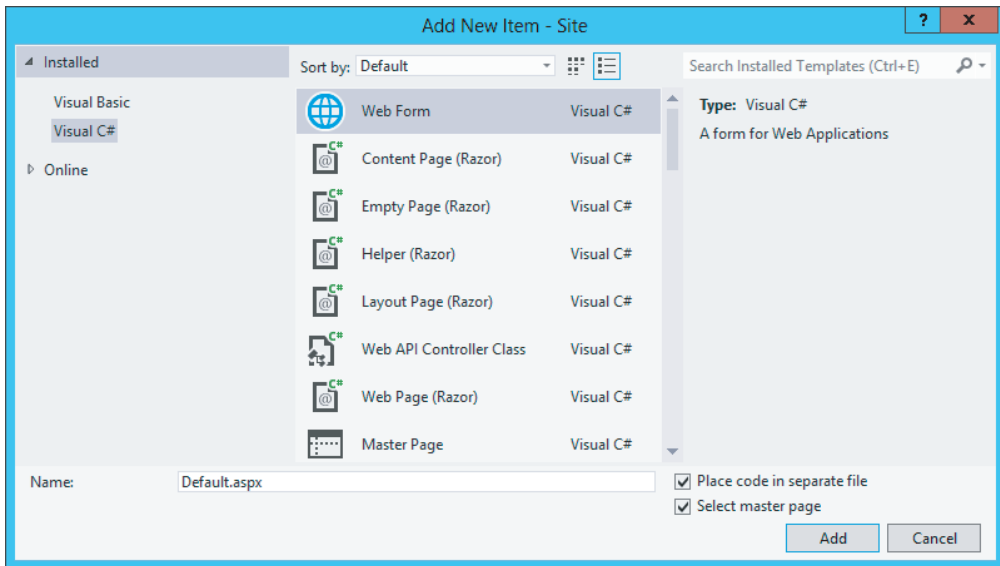 Add New Item - Site
? x
Installed
Visual Basic
Visual C#
Online
Sort by: Default
Search Installed Templates (Ctrl+E)
Web Form Visual C#
C# @ Content Page (Razor) Visual C#
C# @ Empty Page (Razor) Visual C#
C# @ Helper (Razor) Visual C#
C# @ Layout Page (Razor) Visual C#
C# Web API Controller Class Visual C#
C# @ Web Page (Razor) Visual C#
Master Page Visual C#
Type: Visual C#
A form for Web Applications
Name: Default.aspx
Place code in separate file
Select master page
Add Cancel